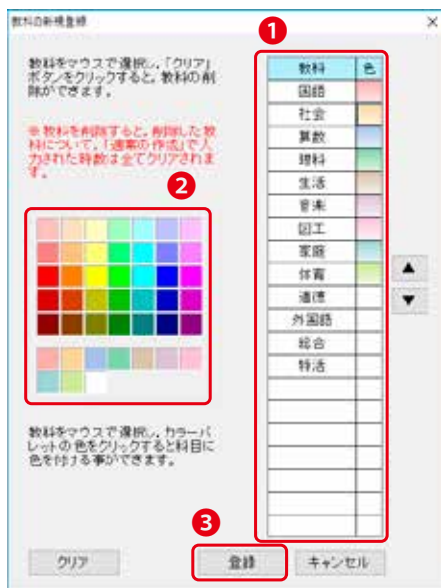 教科の新規登録
×
教科をマウスで選択し、「クリア」
ボタンをクリックすると、教科の削
除ができます。
※教科を削除すると、削除した教
科について、「通常の作成」で入
力された時数は全てクリアされま
す。
2
教科をマウスで選択し、カラーパ
レットの色をクリックすると科目に
色を付ける事ができます。
1
教科 色
国語
社会
算数
理科
生活
音楽
図工
家庭
体育
道徳
外国語
総合
特活
▲
▼
3
クリア 登録 キャンセル